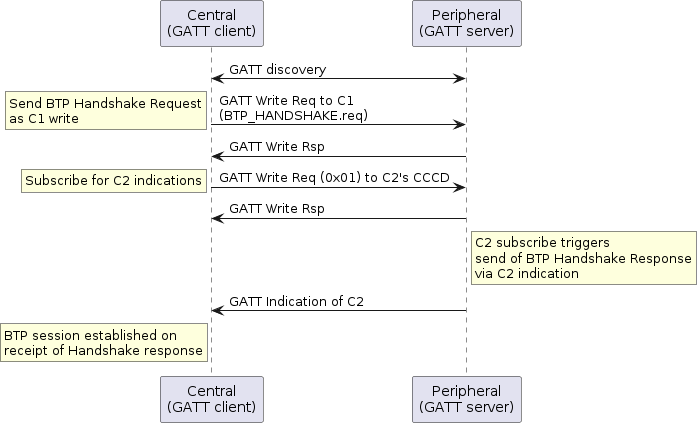 Central
(GATT client)
Peripheral
(GATT server)
GATT discovery
Send BTP Handshake Request
as C1 write
GATT Write Req to C1
(BTP_HANDSHAKE.req)
GATT Write Rsp
Subscribe for C2 indications
GATT Write Req (0x01) to C2's CCCD
GATT Write Rsp
C2 subscribe triggers
send of BTP Handshake Response
via C2 indication
GATT Indication of C2
BTP session established on
receipt of Handshake response
Central
(GATT client)
Peripheral
(GATT server)